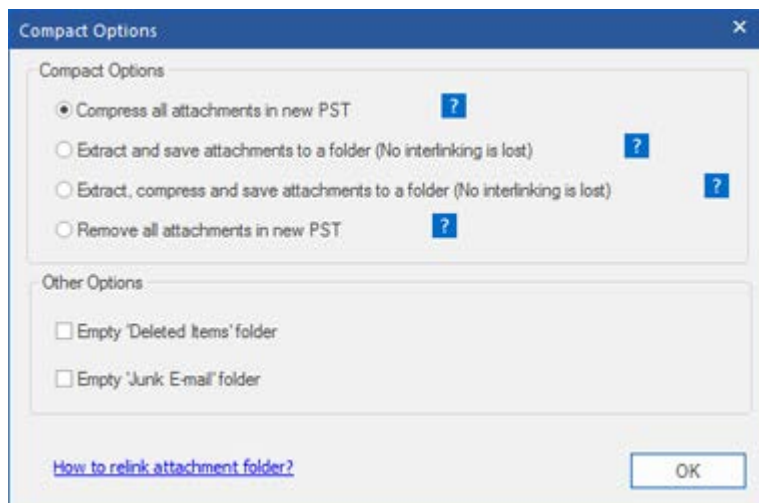 Compact Options
Compact Options
Compress all attachments in new PST ?
Extract and save attachments to a folder (No interlinking is lost) ?
Extract, compress and save attachments to a folder (No interlinking is lost) ?
Remove all attachments in new PST ?
Other Options
Empty 'Deleted Items' folder
Empty 'Junk E-mail' folder
How to relink attachment folder?
OK